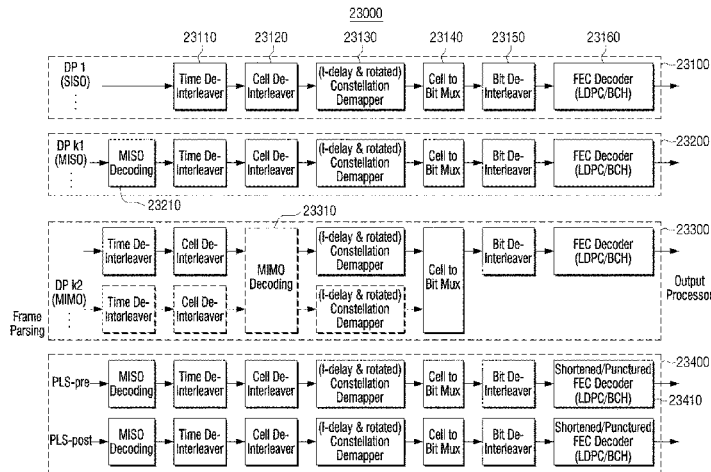 23000
23110
23120
23130
23140
23150
23160
DP 1
(SISO)
Time De-
Interleaver
Cell De-
Interleaver
(I-delay & rotated)
Constellation
Demapper
Cell to
Bit Mux
Bit De-
Interleaver
FEC Decoder
(LDPC/BCH)
23100
DP k1
(MISO)
MISO
Decoding
Time De-
Interleaver
Cell De-
Interleaver
(I-delay & rotated)
Constellation
Demapper
Cell to
Bit Mux
Bit De-
Interleaver
FEC Decoder
(LDPC/BCH)
23200
23210
23310
Frame
Parsing
DP k2
(MIMO)
Time De-
Interleaver
Cell De-
Interleaver
MIMO
Decoding
(I-delay & rotated)
Constellation
Demapper
Cell to
Bit Mux
Bit De-
Interleaver
FEC Decoder
(LDPC/BCH)
23300
Time De-
Interleaver
Cell De-
Interleaver
(I-delay & rotated)
Constellation
Demapper
Output
Processor
PLS-pre
MISO
Decoding
Time De-
Interleaver
Cell De-
Interleaver
(I-delay & rotated)
Constellation
Demapper
Cell to
Bit Mux
Bit De-
Interleaver
Shortened/Punctured
FEC Decoder
(LDPC/BCH)
23400
23410
PLS-post
MISO
Decoding
Time De-
Interleaver
Cell De-
Interleaver
(I-delay & rotated)
Constellation
Demapper
Cell to
Bit Mux
Bit De-
Interleaver
Shortened/Punctured
FEC Decoder
(LDPC/BCH)